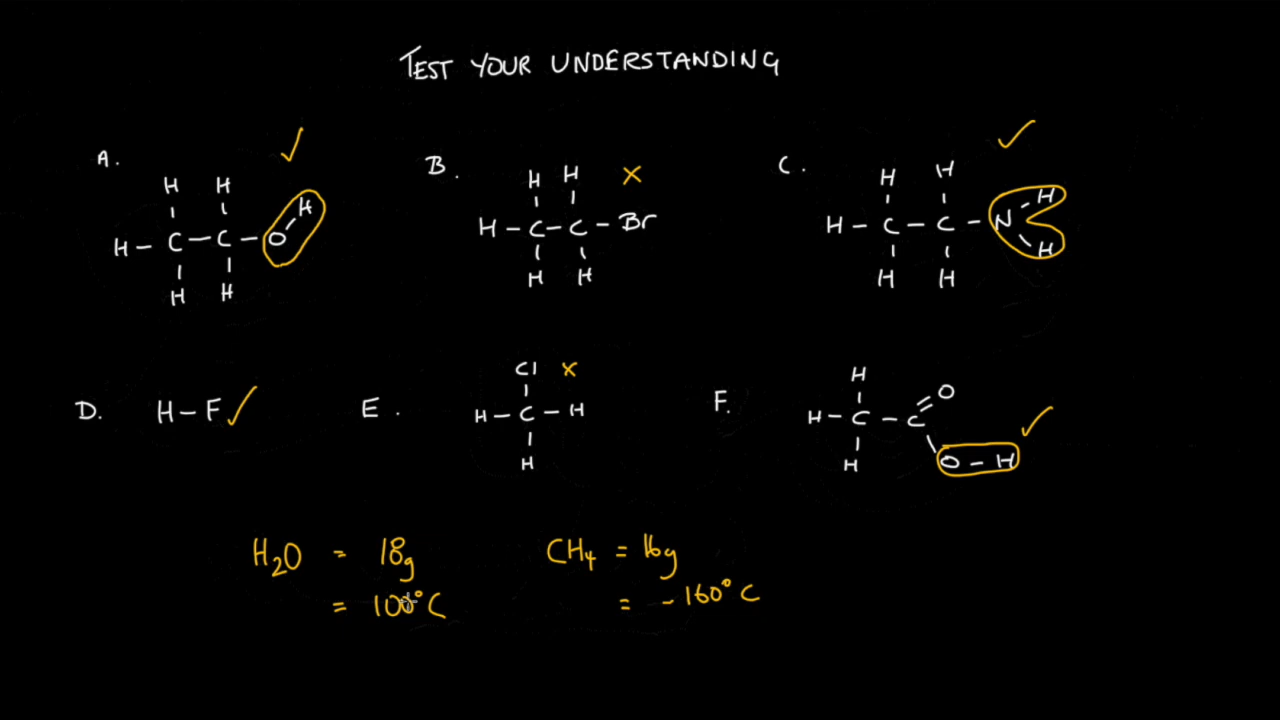 TEST YOUR UNDERSTANDING
A. ✓
H H
H
H – C – C – O
H H
B. ×
H H
H – C – C – Br
H H
C. ✓
H H
H
H – C – C – N
H
H H
D. H – F ✓
E. ×
Cl
H – C – H
H
F. ✓
H
O
H – C – C
H
O – H
H2O = 18g
= 100°C
CH4 = 16g
= -160°C